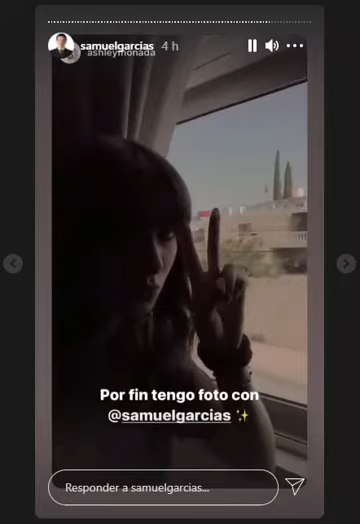 samuelgarcias 4 h
ashleymonada
Por fin tengo foto con
@samuelgarcias ✨
Responder a samuelgarcias...